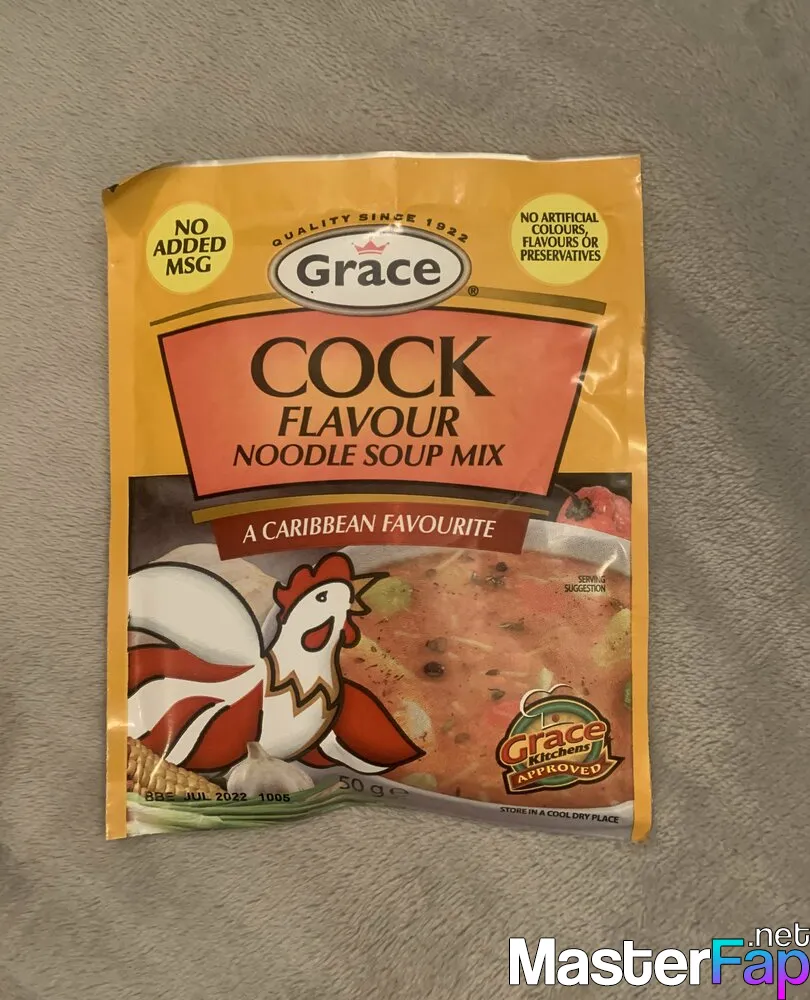 QUALITY SINCE 1922
NO
ADDED
MSG
Grace
®
NO ARTIFICIAL
COLOURS,
FLAVOURS OR
PRESERVATIVES
COCK
FLAVOUR
NOODLE SOUP MIX
A CARIBBEAN FAVOURITE
SERVING
SUGGESTION
Grace
Kitchens
APPROVED
BBE JUL 2022 1005
50 g e
STORE IN A COOL DRY PLACE
MasterFap.net